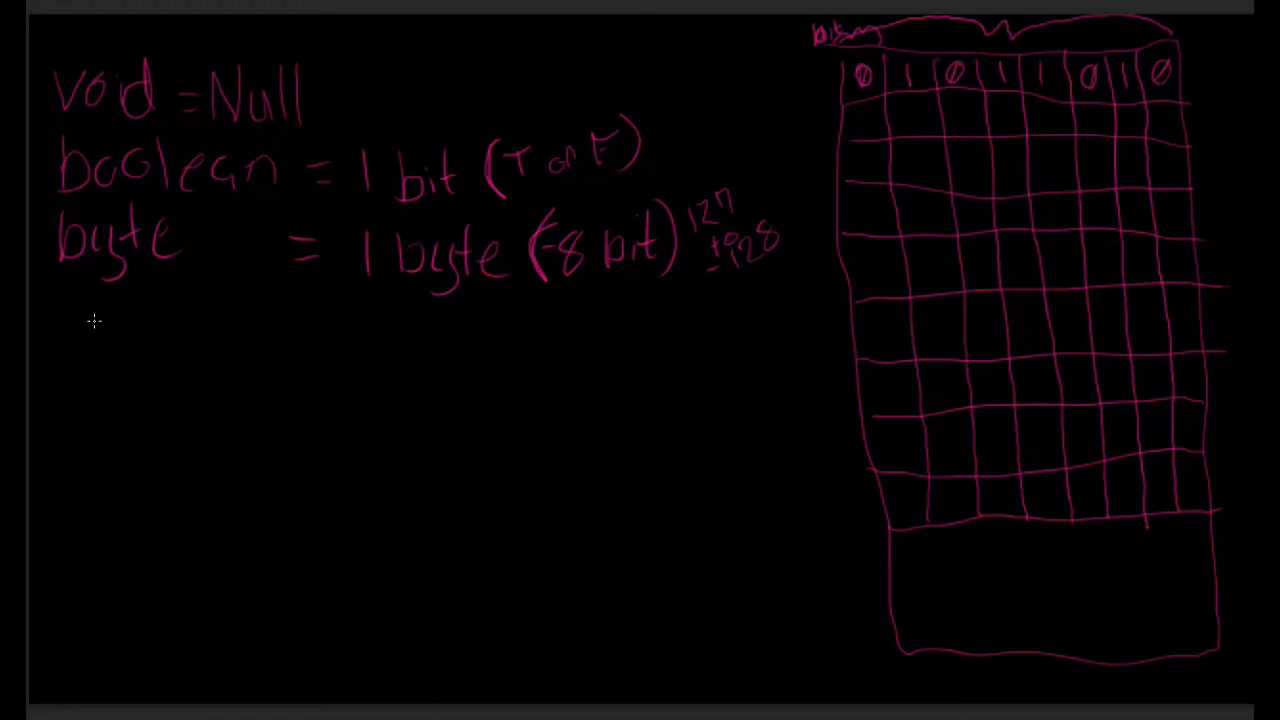 void = Null
boolean = 1 bit (T or F)
byte = 1 byte (-8 bit) 127
128
bits
0 1 0 1 1 0 1 0